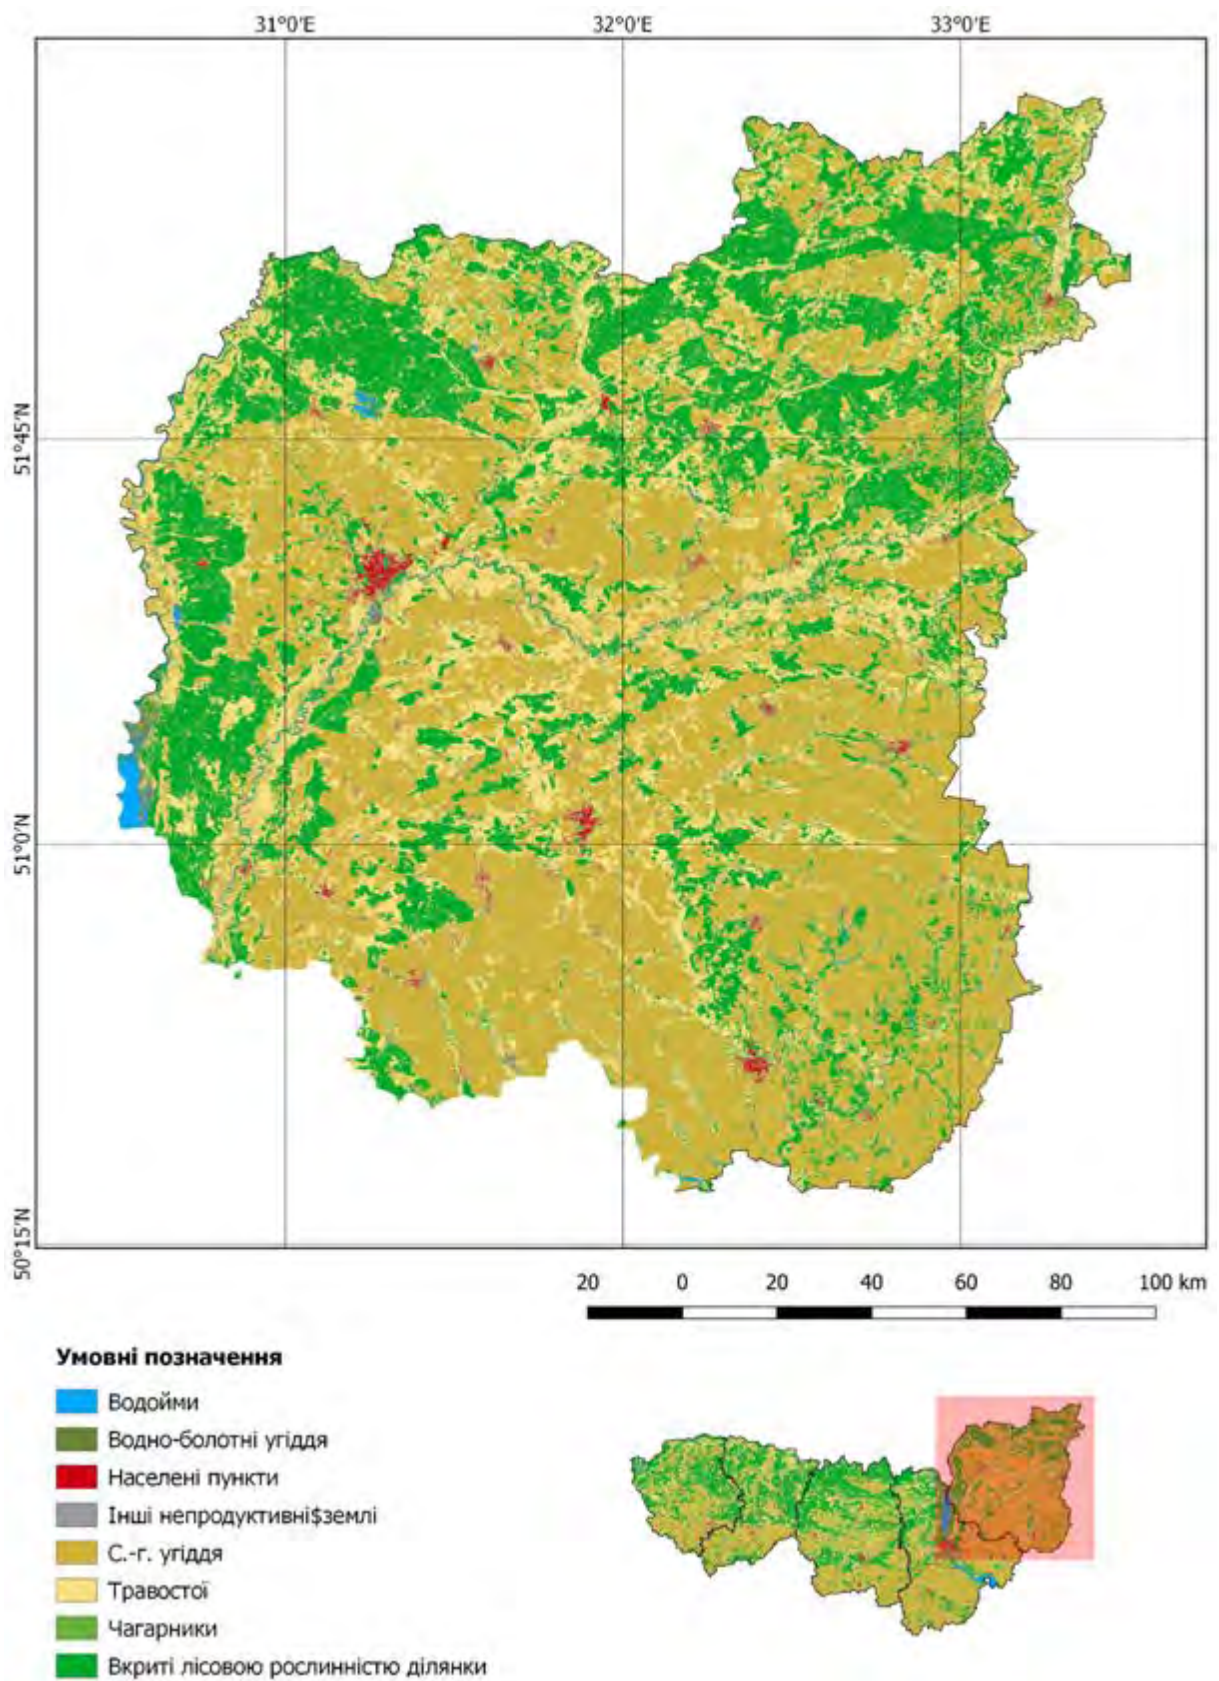 31°0'E 32°0'E 33°0'E
51°45'N
51°0'N
50°15'N
20 0 20 40 60 80 100 km
Умовні позначення
Водойми
Водно-болотні угіддя
Населені пункти
Інші непродуктивні$землі
С.-г. угіддя
Травостої
Чагарники
Вкриті лісовою рослинністю ділянки